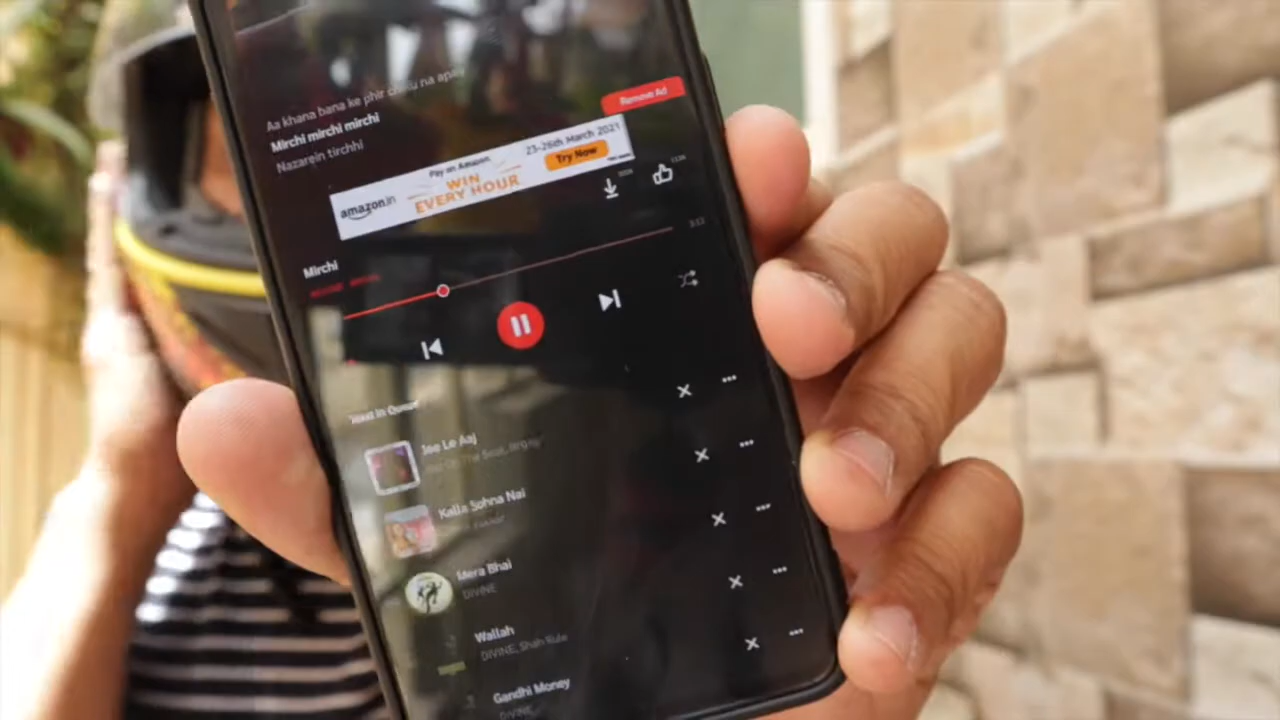 Aa khana bana ke phir na
Mirchi mirchi mirchi
Nazarein tirchhi
Remove Ad
amazon.in
Pay on Amazon
WIN
EVERY HOUR
23-26th March 2021
Try Now
3:13
Mirchi
Next In Queue
Jee Le Aaj
Kalla Sohna Nai
Mera Bhai
DIVINE
Wallah
DIVINE, Shah Rule
Gandhi Money
DIVINE